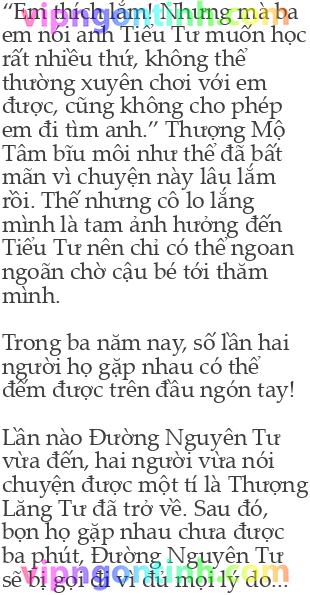 “Em thích lắm! Nhưng mà ba
em nói anh Tiểu Tư muốn học
rất nhiều thứ, không thể
thường xuyên chơi với em
được, cũng không cho phép
em đi tìm anh.” Thượng Mộ
Tâm bĩu môi như thể đã bất
mãn vì chuyện này lâu lắm
rồi. Thế nhưng cô lo lắng
mình là tam ảnh hưởng đến
Tiểu Tư nên chỉ có thể ngoan
ngoãn chờ cậu bé tới thăm
mình.
Trong ba năm nay, số lần hai
người họ gặp nhau có thể
đếm được trên đầu ngón tay!
Lần nào Đường Nguyên Tư
vừa đến, hai người vừa nói
chuyện được một tí là Thượng
Lăng Tư đã trở về. Sau đó,
bọn họ gặp nhau chưa được
ba phút, Đường Nguyên Tư
sẽ bị gọi đi vì đủ mọi lý do...
vipngontinh.com
vipngontinh.com